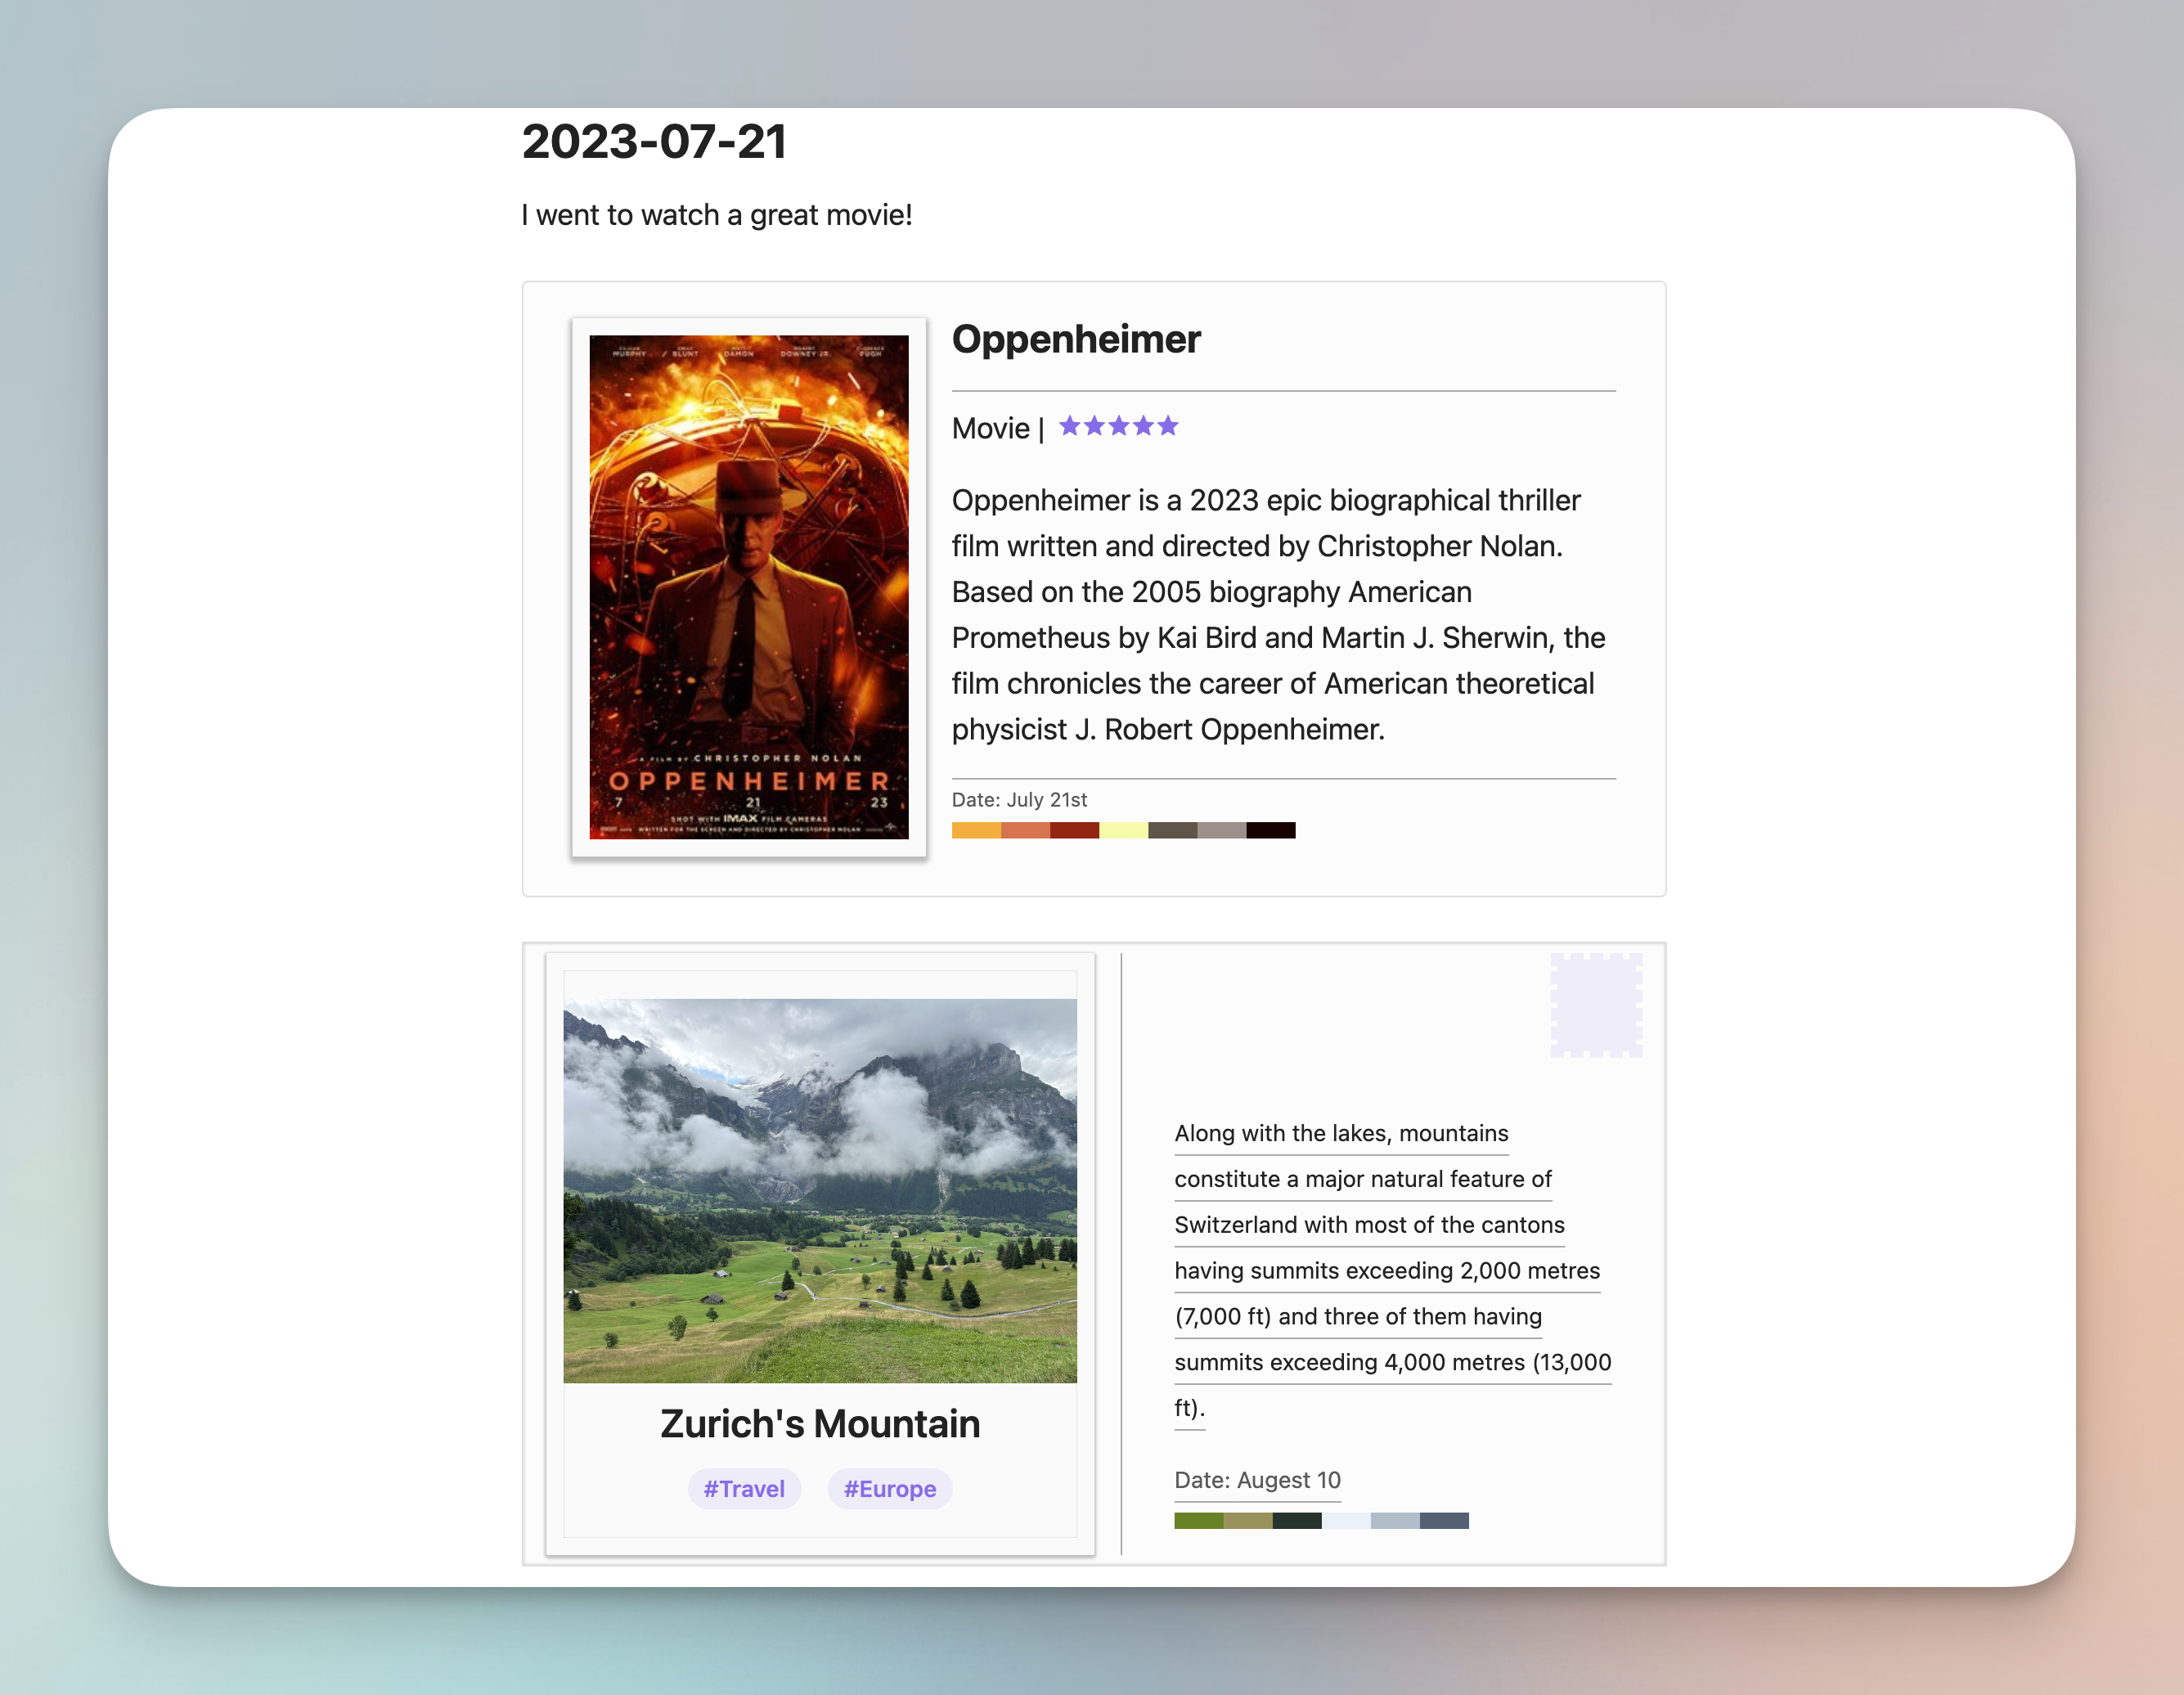 2023-07-21
I went to watch a great movie!
MURPHY / BLUNT DAMON DOWNEY JR. PUGH
A FILM BY CHRISTOPHER NOLAN
OPPENHEIMER
7 21 23
SHOT WITH IMAX FILM CAMERAS
WRITTEN FOR THE SCREEN AND DIRECTED BY CHRISTOPHER NOLAN
Oppenheimer
Movie | ★★★★★
Oppenheimer is a 2023 epic biographical thriller
film written and directed by Christopher Nolan.
Based on the 2005 biography American
Prometheus by Kai Bird and Martin J. Sherwin, the
film chronicles the career of American theoretical
physicist J. Robert Oppenheimer.
Date: July 21st
Zurich's Mountain
#Travel #Europe
Along with the lakes, mountains
constitute a major natural feature of
Switzerland with most of the cantons
having summits exceeding 2,000 metres
(7,000 ft) and three of them having
summits exceeding 4,000 metres (13,000
ft).
Date: Augest 10